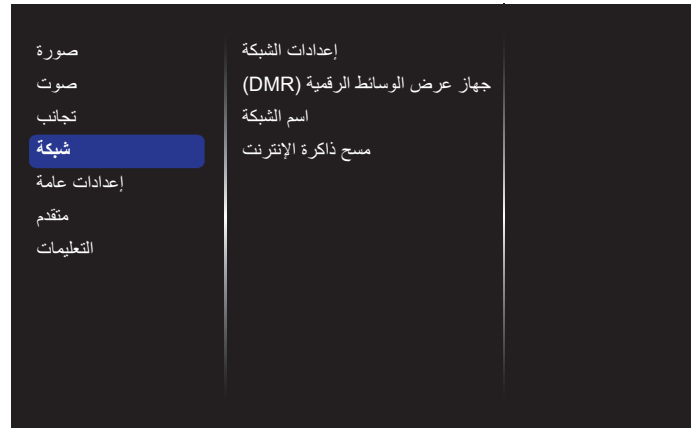 صورة
صوت
تجانب
شبكة
إعدادات عامة
متقدم
التعليمات
إعدادات الشبكة
جهاز عرض الوسائط الرقمية (DMR)
اسم الشبكة
مسح ذاكرة الإنترنت